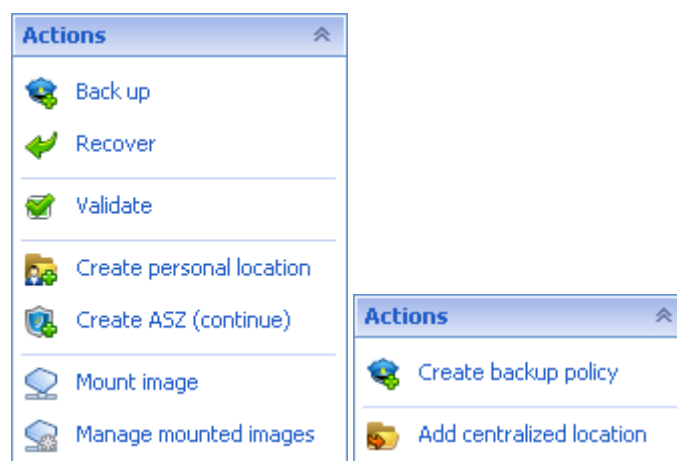 Actions
Back up
Recover
Validate
Create personal location
Create ASZ (continue)
Mount image
Manage mounted images
Actions
Create backup policy
Add centralized location